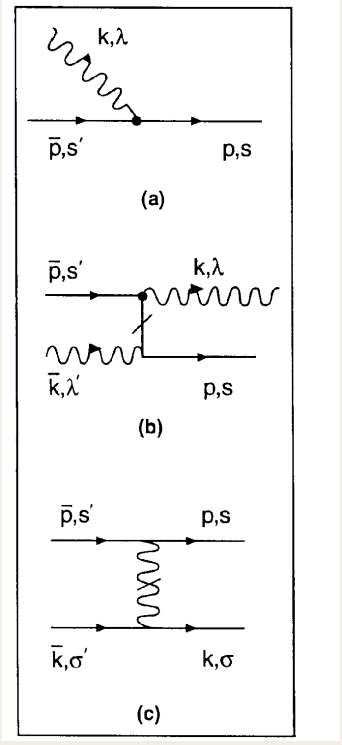 k,λ
p̄,s′ p,s
(a)
p̄,s′ k,λ
k̄,λ′ p,s
(b)
p̄,s′ p,s
k̄,σ′ k,σ
(c)